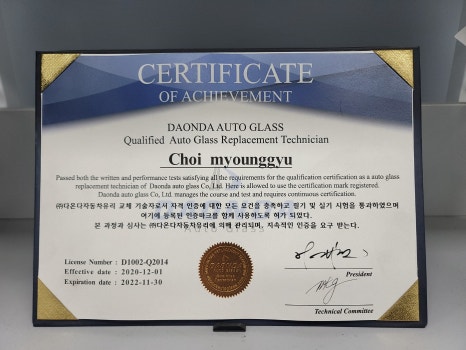 CERTIFICATE
OF ACHIEVEMENT
DAONDA AUTO GLASS
Qualified Auto Glass Replacement Technician
Choi myounggyu
Passed both the written and performance tests satisfying all the requirements for the qualification certification as a auto glass
replacement technician of Daonda auto glass Co, Ltd. Here is allowed to use the certification mark registered.
Daonda auto glass Co, Ltd. manages the course and test and requires continuous certification.
㈜다온다자동차유리 교체 기술자로서 자격 인증에 대한 모든 요건을 충족하고 필기 및 실기 시험을 통과하였으며
여기에 등록된 인증마크를 함께 사용하도록 허가 되었다.
본 과정과 심사는 ㈜다온다자동차유리에 의해 관리되며, 지속적인 인증을 요구 받는다.
Auto Glass
License Number : D1002-Q2014
Effective date : 2020-12-01
Expiration date : 2022-11-30
President
Technical Committee